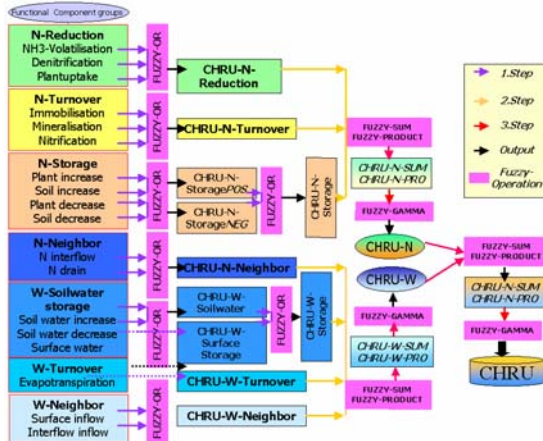 Functional Component groups
N-Reduction
NH3-Volatilisation
Denitrification
Plantuptake
FUZZY-OR
CHRU-N-
Reduction
N-Turnover
Immobilisation
Mineralisation
Nitrification
FUZZY-OR
CHRU-N-Turnover
N-Storage
Plant increase
Soil increase
Plant decrease
Soil decrease
FUZZY-OR
CHRU-N-
StoragePOS.
CHRU-N-
StorageNEG
FUZZY-OR
CHRU-N-
Storage
N-Neighbor
N interflow
N drain
FUZZY-OR
CHRU-N-Neighbor
W-Soilwater
storage
Soil water increase
Soil water decrease
Surface water
FUZZY-OR
CHRU-W-
Soilwater
CHRU-W-
Surface
Storage
FUZZY-OR
CHRU-W-
Storage
W-Turnover
Evapotranspiration
CHRU-W-Turnover
W-Neighbor
Surface inflow
Interflow inflow
FUZZY-OR
CHRU-W-Neighbor
FUZZY-SUM
FUZZY-PRODUCT
CHRU-N-SUM
CHRU-N-PRO
FUZZY-GAMMA
CHRU-N
CHRU-W
FUZZY-GAMMA
CHRU-W-SUM
CHRU-W-PRO
FUZZY-SUM
FUZZY-PRODUCT
FUZZY-SUM
FUZZY-PRODUCT
CHRU-N-SUM
CHRU-N-PRO
FUZZY-GAMMA
CHRU
1.Step
2.Step
3.Step
Output
Fuzzy-
Operation